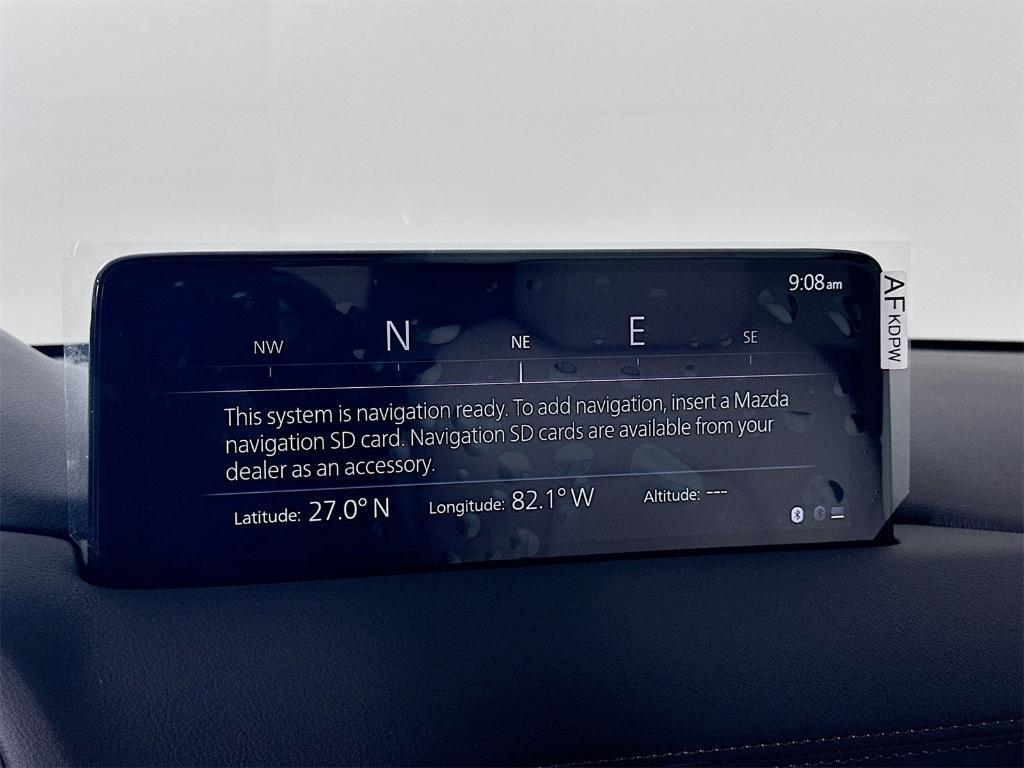 9:08am
NW N NE E SE
This system is navigation ready. To add navigation, insert a Mazda
navigation SD card. Navigation SD cards are available from your
dealer as an accessory.
Latitude: 27.0° N Longitude: 82.1° W Altitude: ---
AF KDPW